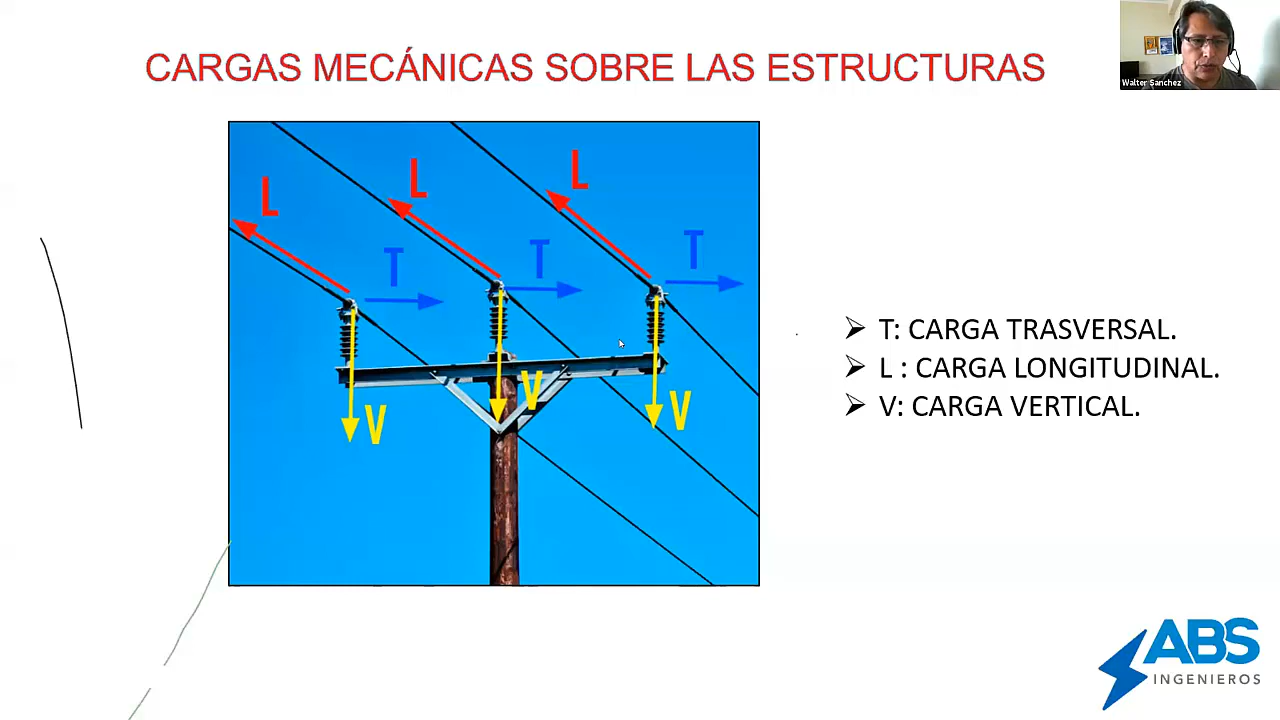 CARGAS MECÁNICAS SOBRE LAS ESTRUCTURAS
Walter Sanchez
L
L
L
T
T
T
V
V
V
T: CARGA TRASVERSAL.
L : CARGA LONGITUDINAL.
V: CARGA VERTICAL.
ABS
INGENIEROS